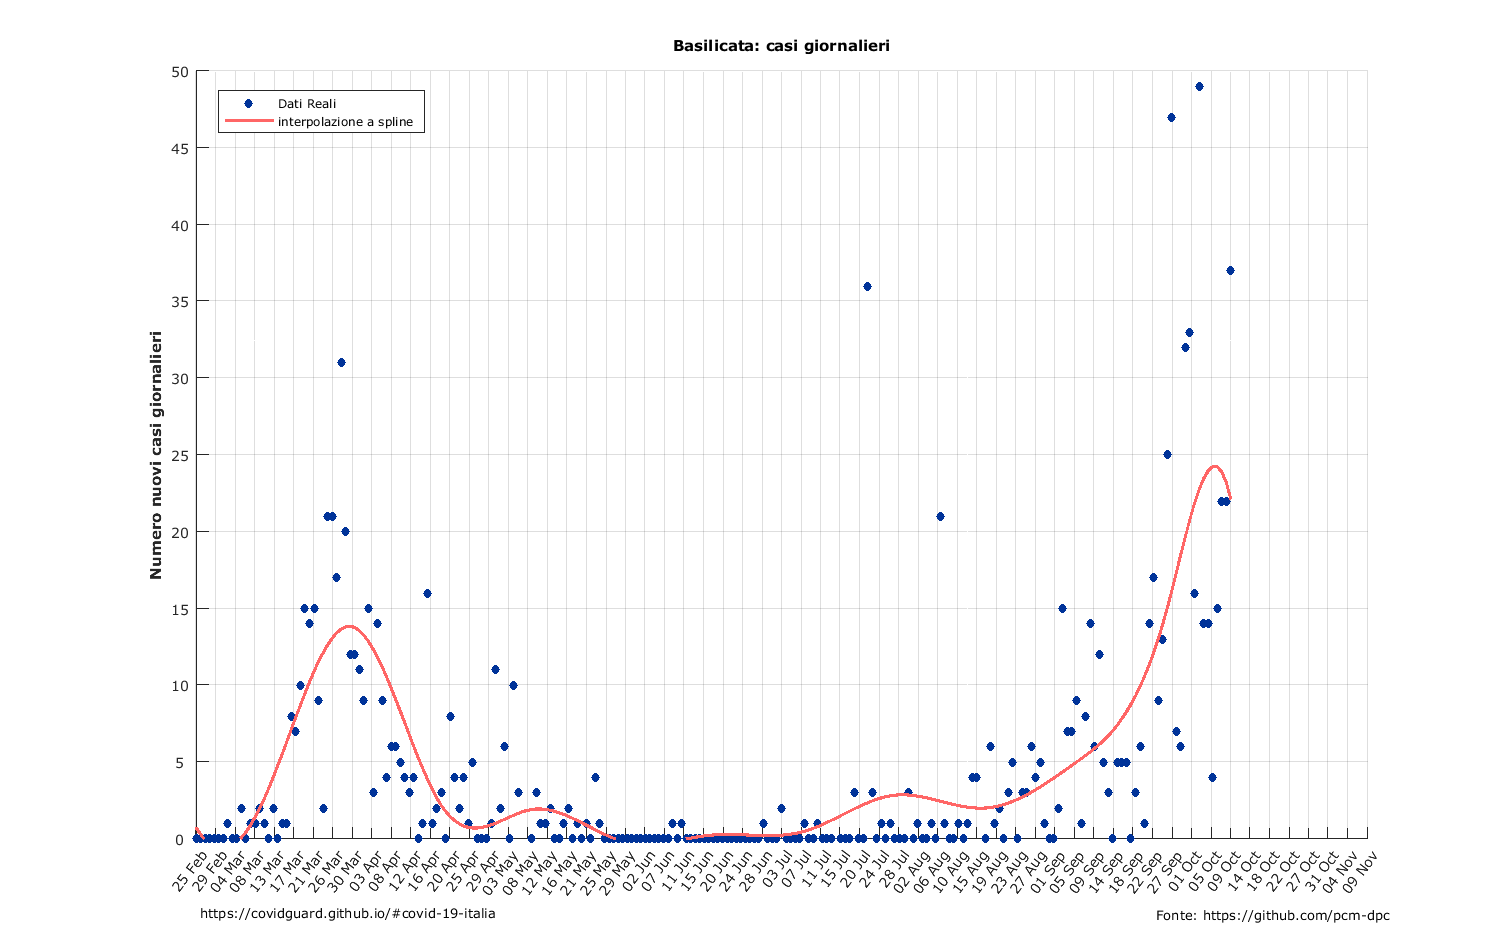 Basilicata: casi giornalieri
Dati Reali
interpolazione a spline
Numero nuovi casi giornalieri
50
45
40
35
30
25
20
15
10
5
0
25 Feb
29 Feb
04 Mar
08 Mar
13 Mar
17 Mar
21 Mar
26 Mar
30 Mar
03 Apr
08 Apr
12 Apr
16 Apr
20 Apr
25 Apr
29 Apr
03 May
08 May
12 May
16 May
21 May
25 May
29 May
02 Jun
07 Jun
11 Jun
15 Jun
20 Jun
24 Jun
28 Jun
03 Jul
07 Jul
11 Jul
15 Jul
20 Jul
24 Jul
28 Jul
02 Aug
06 Aug
10 Aug
15 Aug
19 Aug
23 Aug
27 Aug
01 Sep
05 Sep
09 Sep
14 Sep
18 Sep
22 Sep
27 Sep
01 Oct
05 Oct
09 Oct
14 Oct
18 Oct
22 Oct
27 Oct
31 Oct
04 Nov
09 Nov
https://covidguard.github.io/#covid-19-italia
Fonte: https://github.com/pcm-dpc